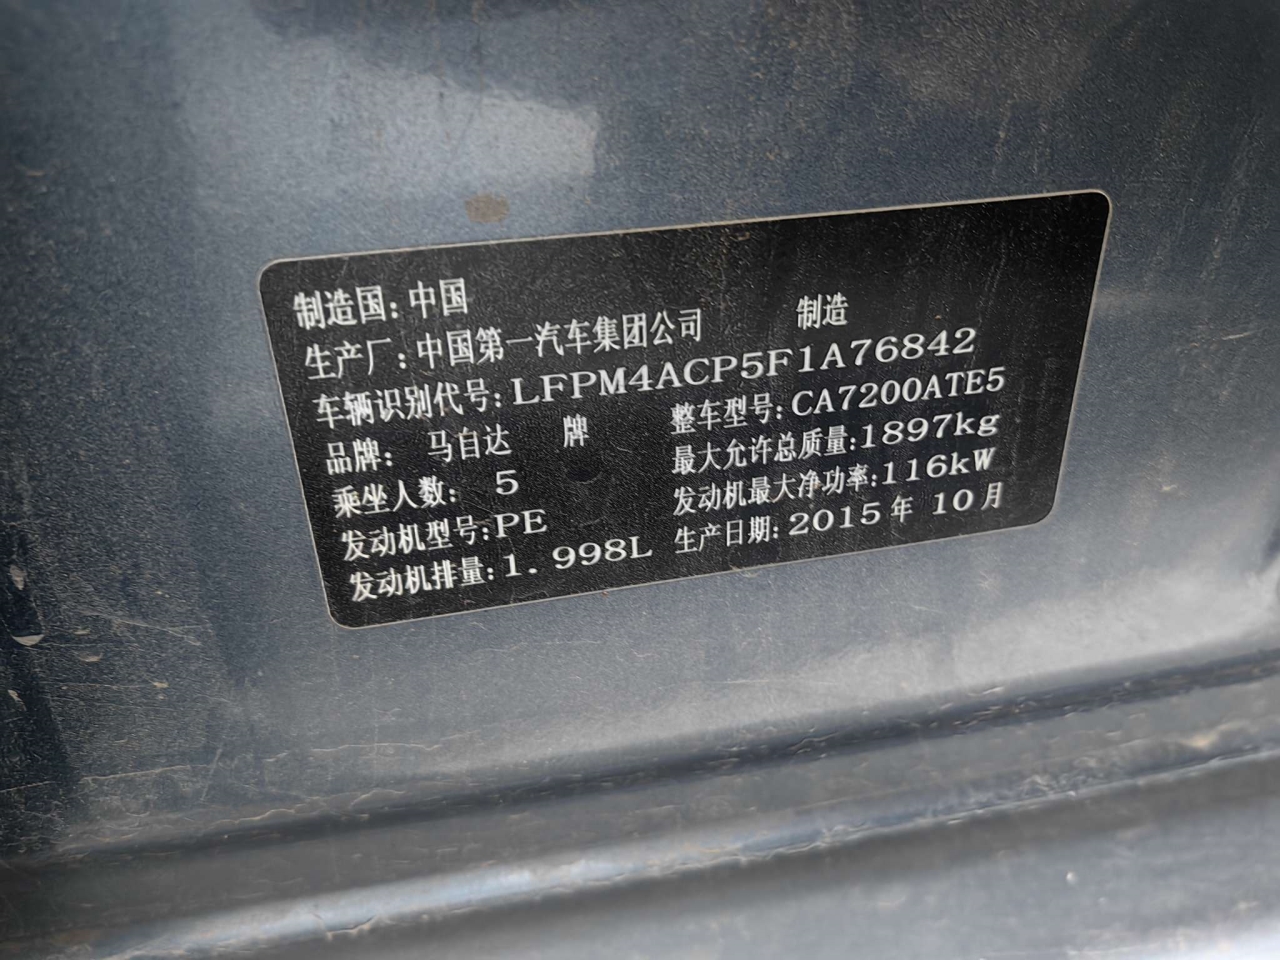 制造国：中国
生产厂：中国第一汽车集团公司 制造
车辆识别代号：LFPM4ACP5F1A76842
品牌： 马自达 牌 整车型号：CA7200ATE5
乘坐人数： 5 最大允许总质量：1897kg
发动机型号：PE 发动机最大净功率：116kW
发动机排量：1.998L 生产日期：2015年 10月